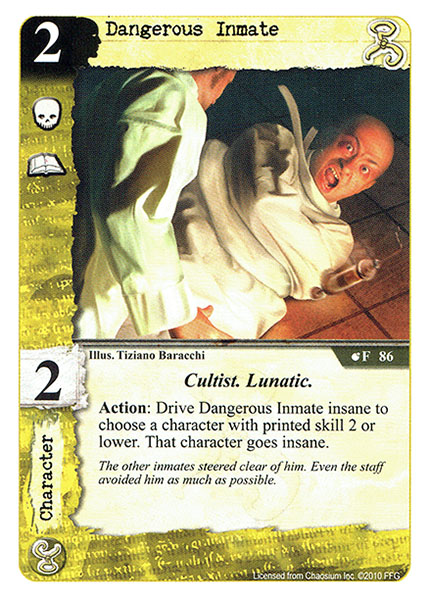 2
Dangerous Inmate
Illus. Tiziano Baracchi
F 86
2
Cultist. Lunatic.
Action: Drive Dangerous Inmate insane to
choose a character with printed skill 2 or
lower. That character goes insane.
The other inmates steered clear of him. Even the staff
avoided him as much as possible.
Character
Licensed from Chaosium Inc. ©2010 FFG